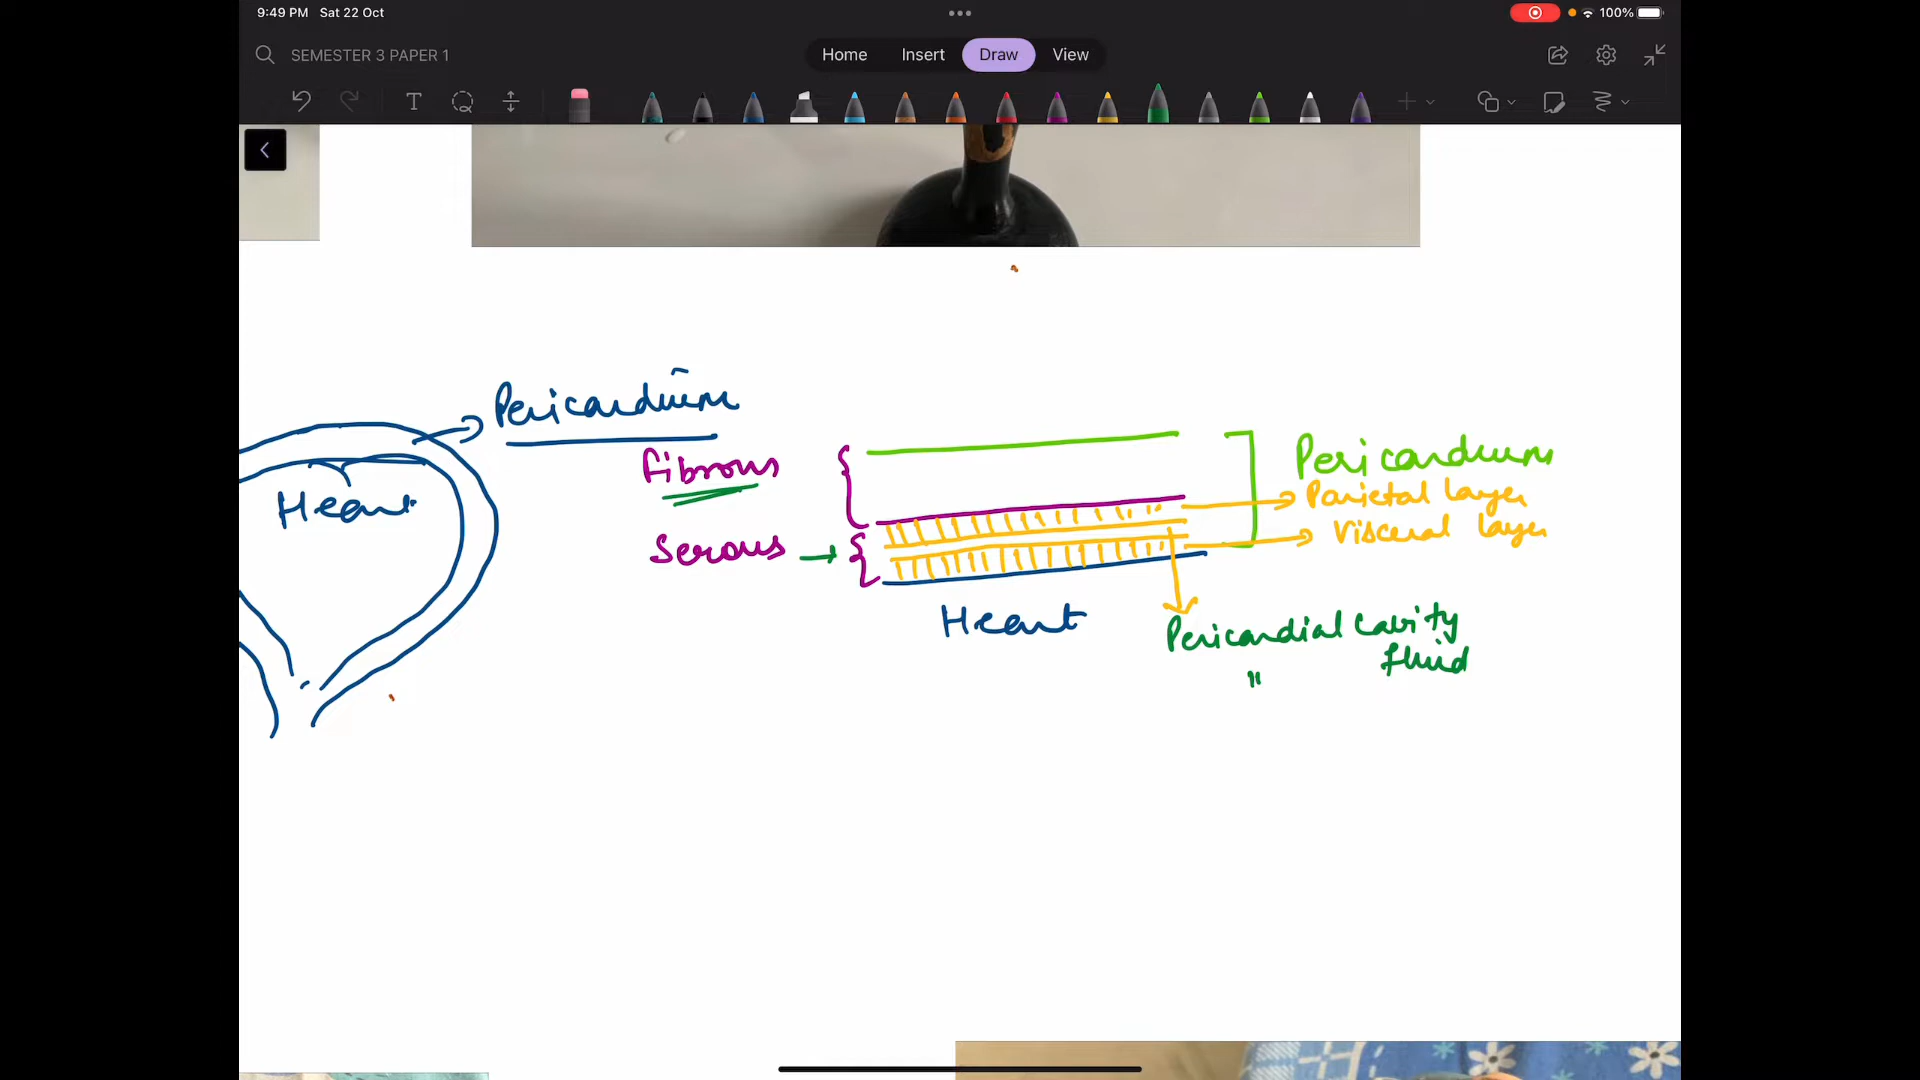 9:49 PM Sat 22 Oct
100%
SEMESTER 3 PAPER 1
Home Insert Draw View
T
Pericardium
Heart
Fibrous
Serous
Pericardium
Parietal layer
Visceral layer
Heart
Pericardial cavity
" fluid